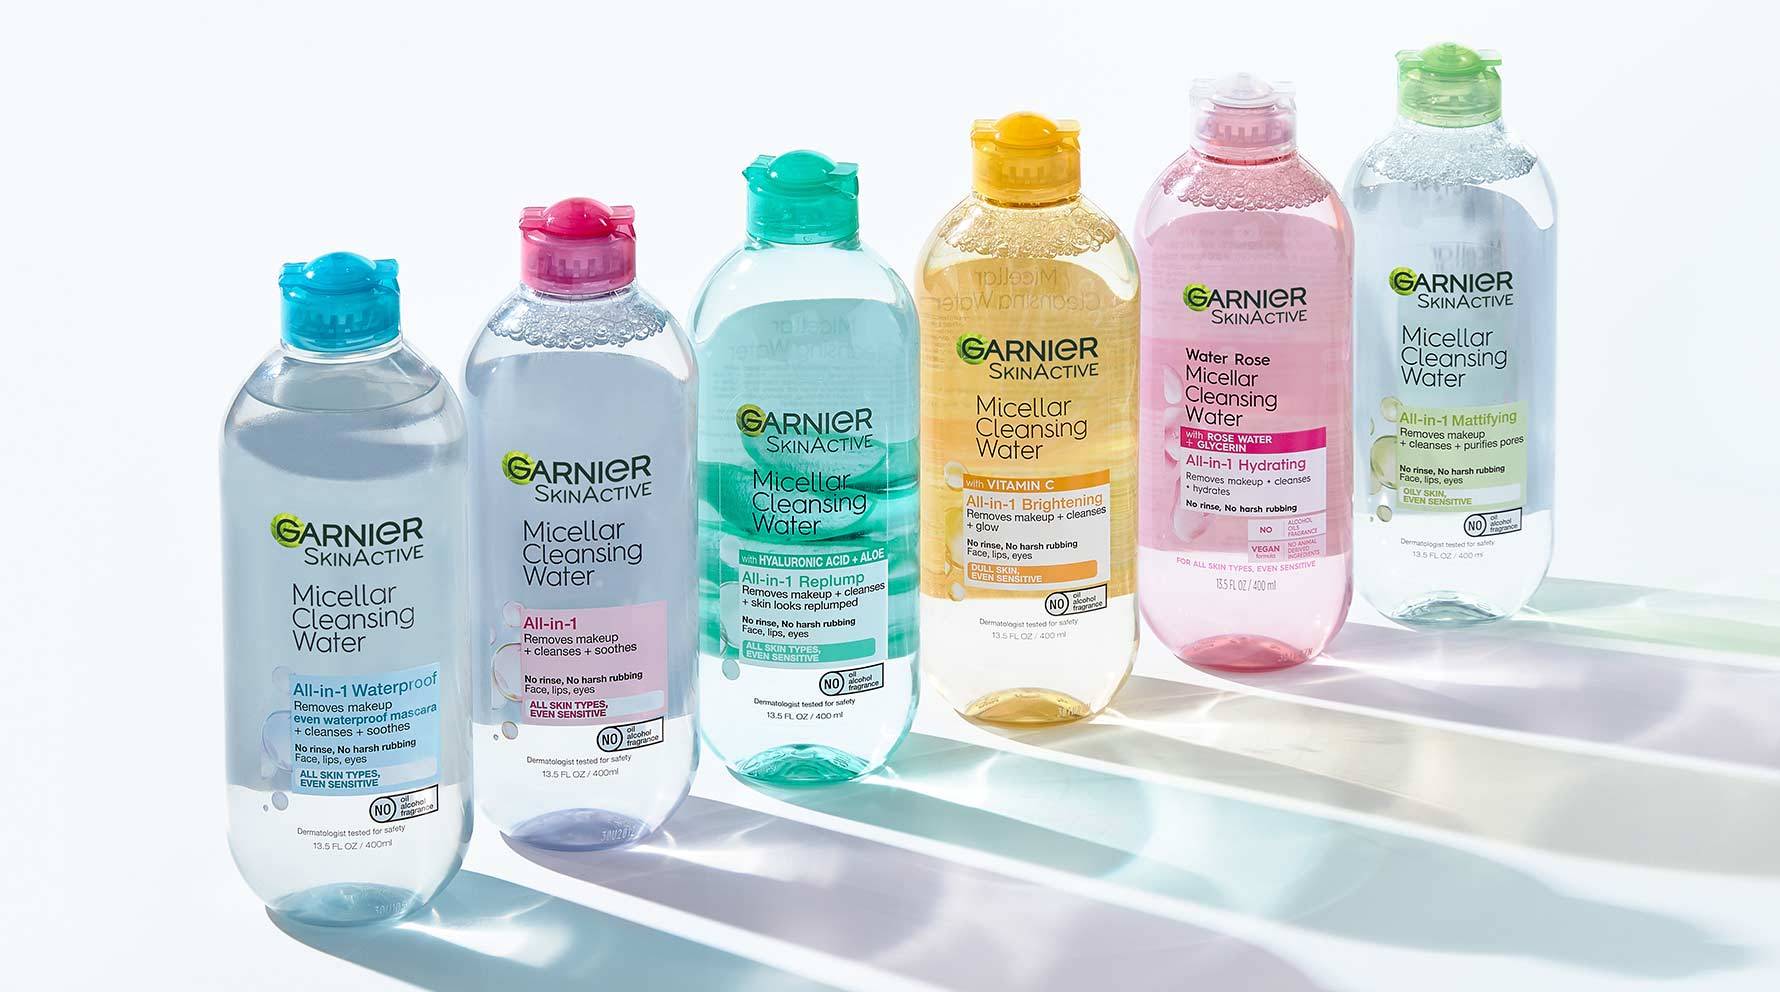 GARNIER
SKINACTIVE
Micellar
Cleansing
Water
All-in-1 Waterproof
Removes makeup
even waterproof mascara
+ cleanses + soothes
No rinse, No harsh rubbing
Face, lips, eyes
ALL SKIN TYPES,
EVEN SENSITIVE
NO
oil
alcohol
fragrance
Dermatologist tested for safety
13.5 FL OZ / 400ml
GARNIER
SKINACTIVE
Micellar
Cleansing
Water
All-in-1
Removes makeup
+ cleanses + soothes
No rinse, No harsh rubbing
Face, lips, eyes
ALL SKIN TYPES,
EVEN SENSITIVE
NO
oil
alcohol
fragrance
Dermatologist tested for safety
13.5 FL OZ / 400ml
GARNIER
SKINACTIVE
Micellar
Cleansing
Water
with HYALURONIC ACID + ALOE
All-in-1 Replump
Removes makeup + cleanses
+ skin looks replumped
No rinse, No harsh rubbing
Face, lips, eyes
ALL SKIN TYPES,
EVEN SENSITIVE
NO
oil
alcohol
fragrance
Dermatologist tested for safety
13.5 FL OZ / 400 ml
GARNIER
SKINACTIVE
Micellar
Cleansing
Water
with VITAMIN C
All-in-1 Brightening
Removes makeup + cleanses
+ glow
No rinse, No harsh rubbing
Face, lips, eyes
DULL SKIN,
EVEN SENSITIVE
NO
oil
alcohol
fragrance
Dermatologist tested for safety
13.5 FL OZ / 400 ml
GARNIER
SKINACTIVE
Water Rose
Micellar
Cleansing
Water
with ROSE WATER
+ GLYCERIN
All-in-1 Hydrating
Removes makeup + cleanses
+ hydrates
No rinse, No harsh rubbing
NO
ALCOHOL
OILS
FRAGRANCE
VEGAN
formula
NO ANIMAL
DERIVED
INGREDIENTS
FOR ALL SKIN TYPES, EVEN SENSITIVE
13.5 FL OZ / 400 ml
GARNIER
SKINACTIVE
Micellar
Cleansing
Water
All-in-1 Mattifying
Removes makeup
+ cleanses + purifies pores
No rinse, No harsh rubbing
Face, lips, eyes
OILY SKIN,
EVEN SENSITIVE
NO
oil
alcohol
fragrance
Dermatologist tested for safety
13.5 FL OZ / 400 ml